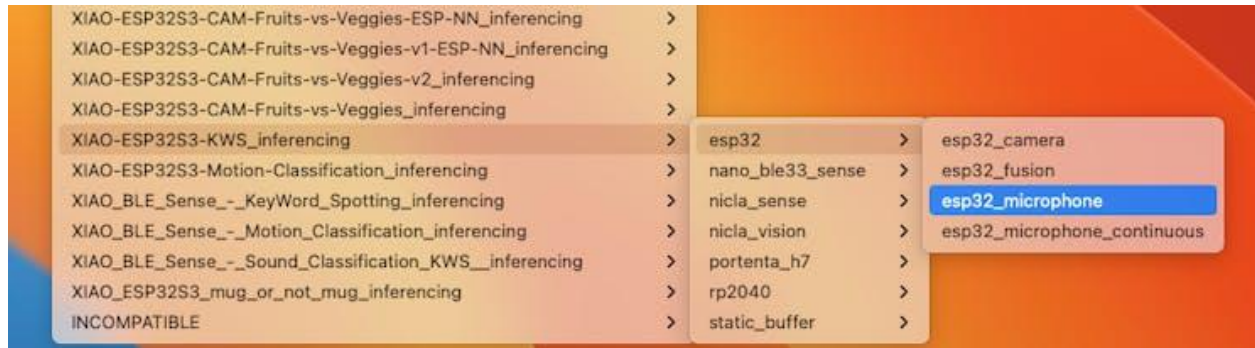 XIAO-ESP32S3-CAM-Fruits-vs-Veggies-ESP-NN_inferencing >
XIAO-ESP32S3-CAM-Fruits-vs-Veggies-v1-ESP-NN_inferencing >
XIAO-ESP32S3-CAM-Fruits-vs-Veggies-v2_inferencing >
XIAO-ESP32S3-CAM-Fruits-vs-Veggies_inferencing >
XIAO-ESP32S3-KWS_inferencing >
XIAO-ESP32S3-Motion-Classification_inferencing >
XIAO_BLE_Sense_-_KeyWord_Spotting_inferencing >
XIAO_BLE_Sense_-_Motion_Classification_inferencing >
XIAO_BLE_Sense_-_Sound_Classification_KWS__inferencing >
XIAO_ESP32S3_mug_or_not_mug_inferencing >
INCOMPATIBLE >
esp32 >
nano_ble33_sense >
nicla_sense >
nicla_vision >
portenta_h7 >
rp2040 >
static_buffer >
esp32_camera
esp32_fusion
esp32_microphone
esp32_microphone_continuous